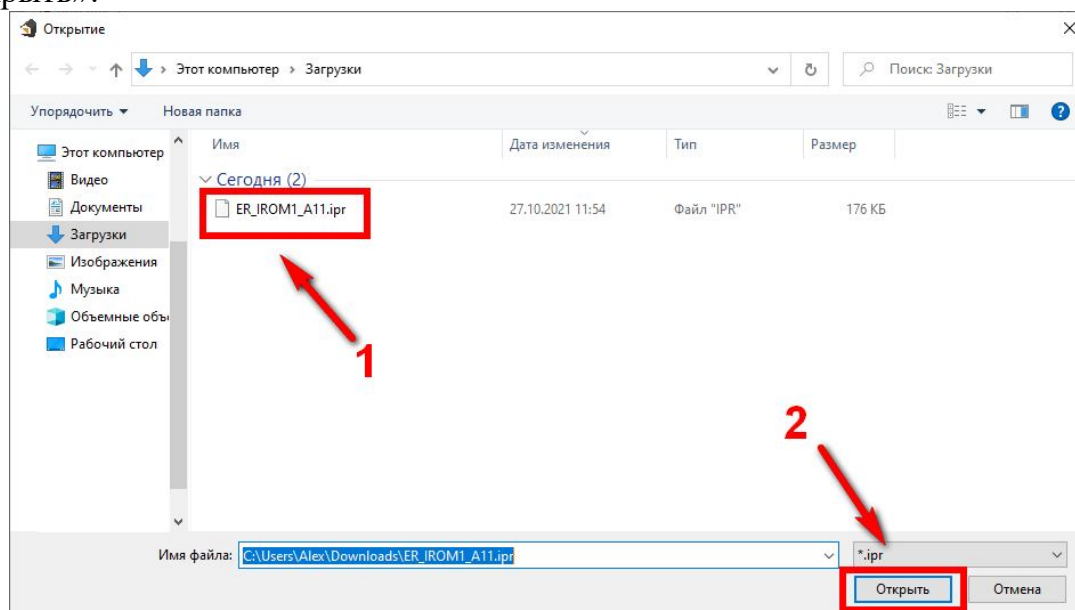 Открытие
Этот компьютер > Загрузки
Поиск: Загрузки
Упорядочить Новая папка
Имя Дата изменения Тип Размер
Этот компьютер
Видео
Документы
Загрузки
Изображения
Музыка
Объемные объ
Рабочий стол
Сегодня (2)
ER_IROM1_A11.ipr 27.10.2021 11:54 Файл "IPR" 176 КБ
1
2
Имя файла: C:\Users\Alex\Downloads\ER_IROM1_A11.ipr *.ipr
Открыть Отмена